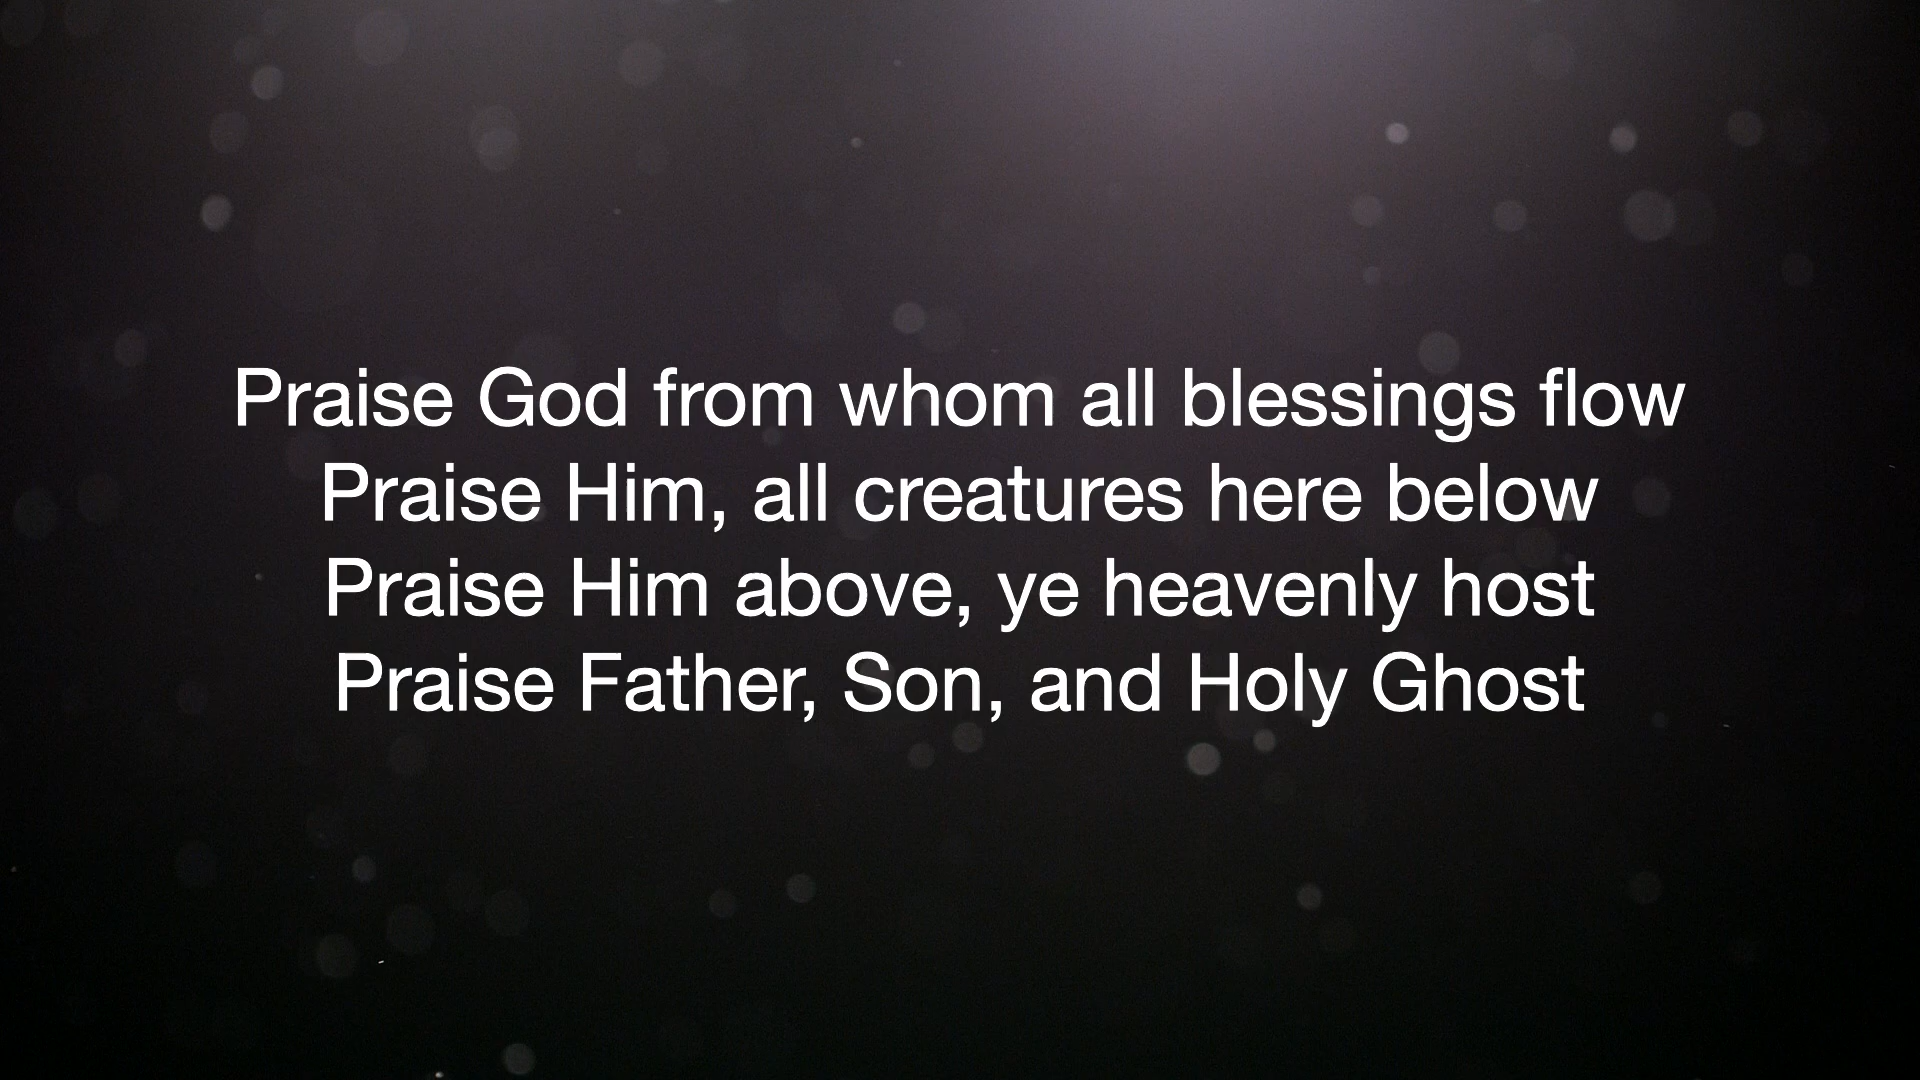 Praise God from whom all blessings flow
Praise Him, all creatures here below
Praise Him above, ye heavenly host
Praise Father, Son, and Holy Ghost